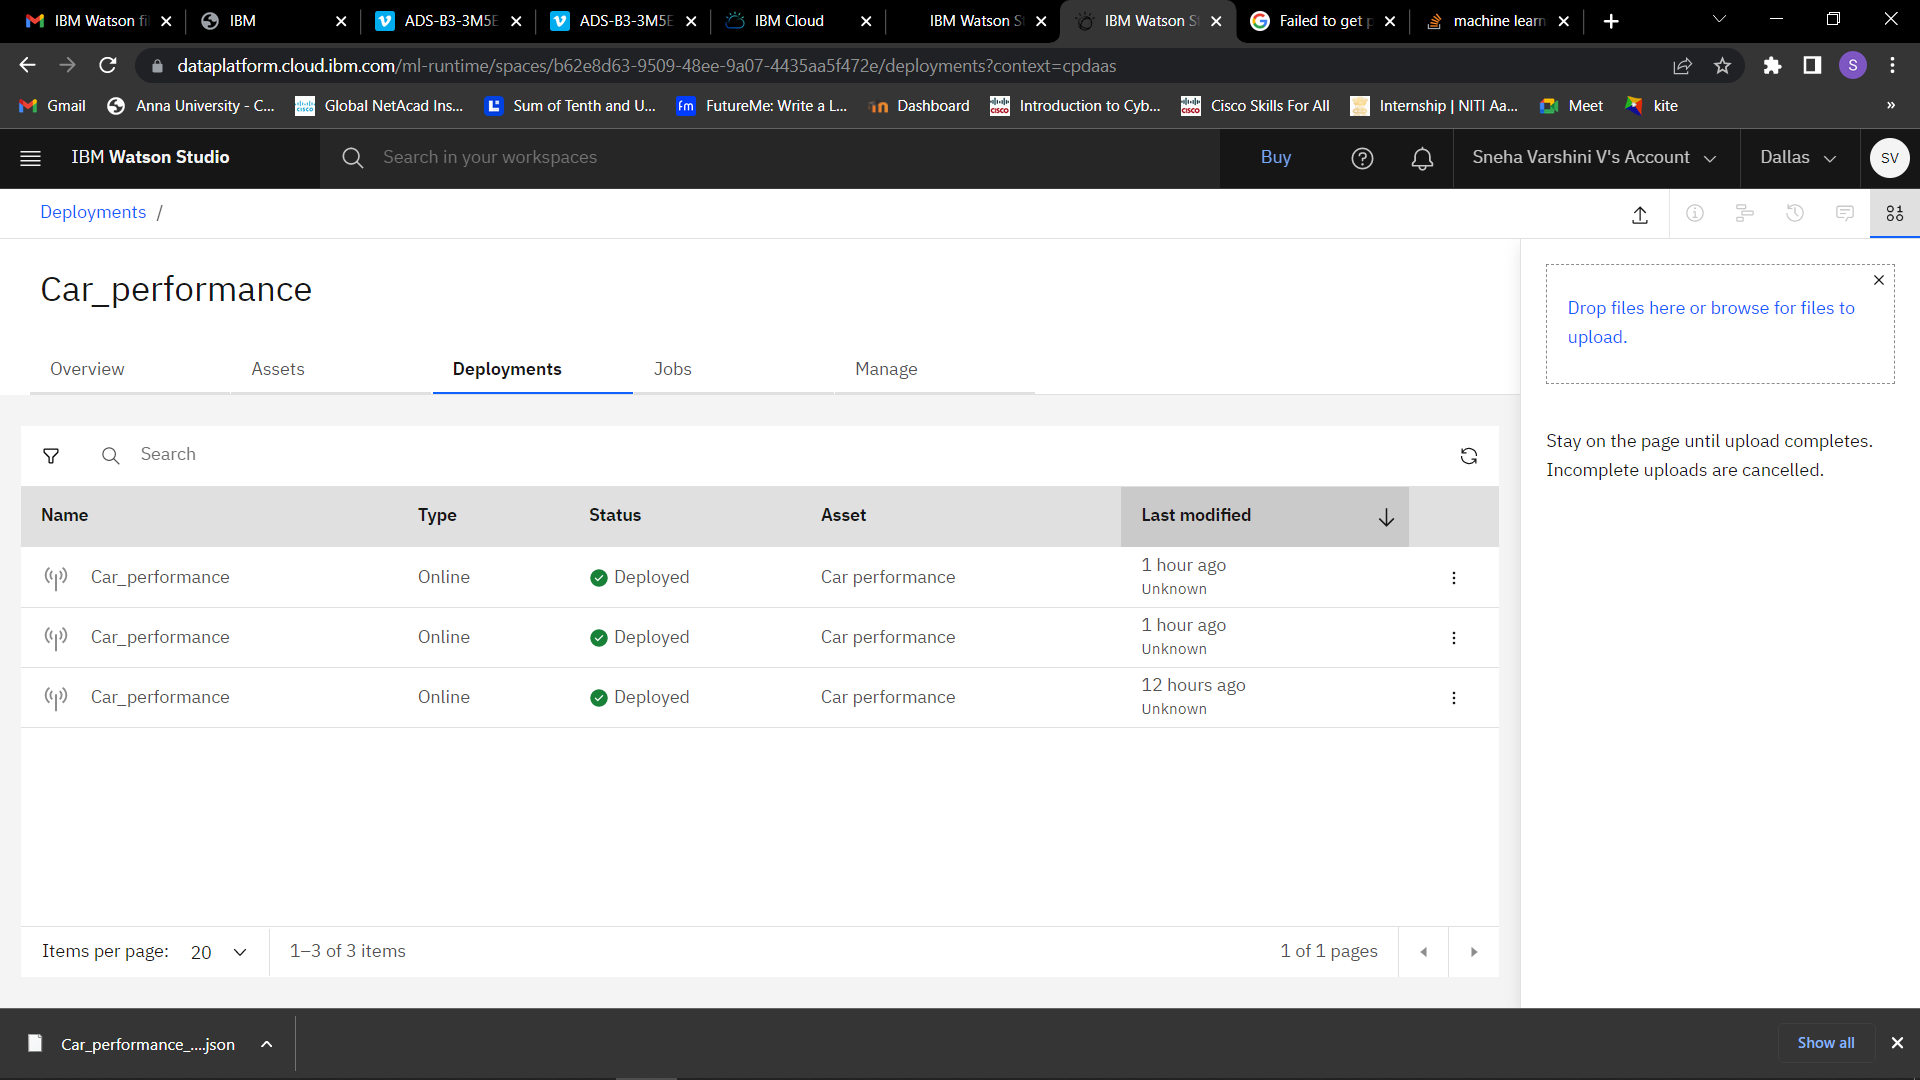 IBM Watson fi
IBM
ADS-B3-3M5E
ADS-B3-3M5E
IBM Cloud
IBM Watson S
IBM Watson S
Failed to get p
machine learn
dataplatform.cloud.ibm.com/ml-runtime/spaces/b62e8d63-9509-48ee-9a07-4435aa5f472e/deployments?context=cpdaas
S
Gmail
Anna University - C...
Global NetAcad Ins...
Sum of Tenth and U...
FutureMe: Write a L...
Dashboard
Introduction to Cyb...
Cisco Skills For All
Internship | NITI Aa...
Meet
kite
IBM Watson Studio
Search in your workspaces
Buy
Sneha Varshini V's Account
Dallas
SV
Deployments /
Car_performance
Overview
Assets
Deployments
Jobs
Manage
Drop files here or browse for files to
upload.
Stay on the page until upload completes.
Incomplete uploads are cancelled.
Search
Name Type Status Asset Last modified
Car_performance Online Deployed Car performance 1 hour ago
Unknown
Car_performance Online Deployed Car performance 1 hour ago
Unknown
Car_performance Online Deployed Car performance 12 hours ago
Unknown
Items per page: 20 1–3 of 3 items 1 of 1 pages
Car_performance_....json
Show all